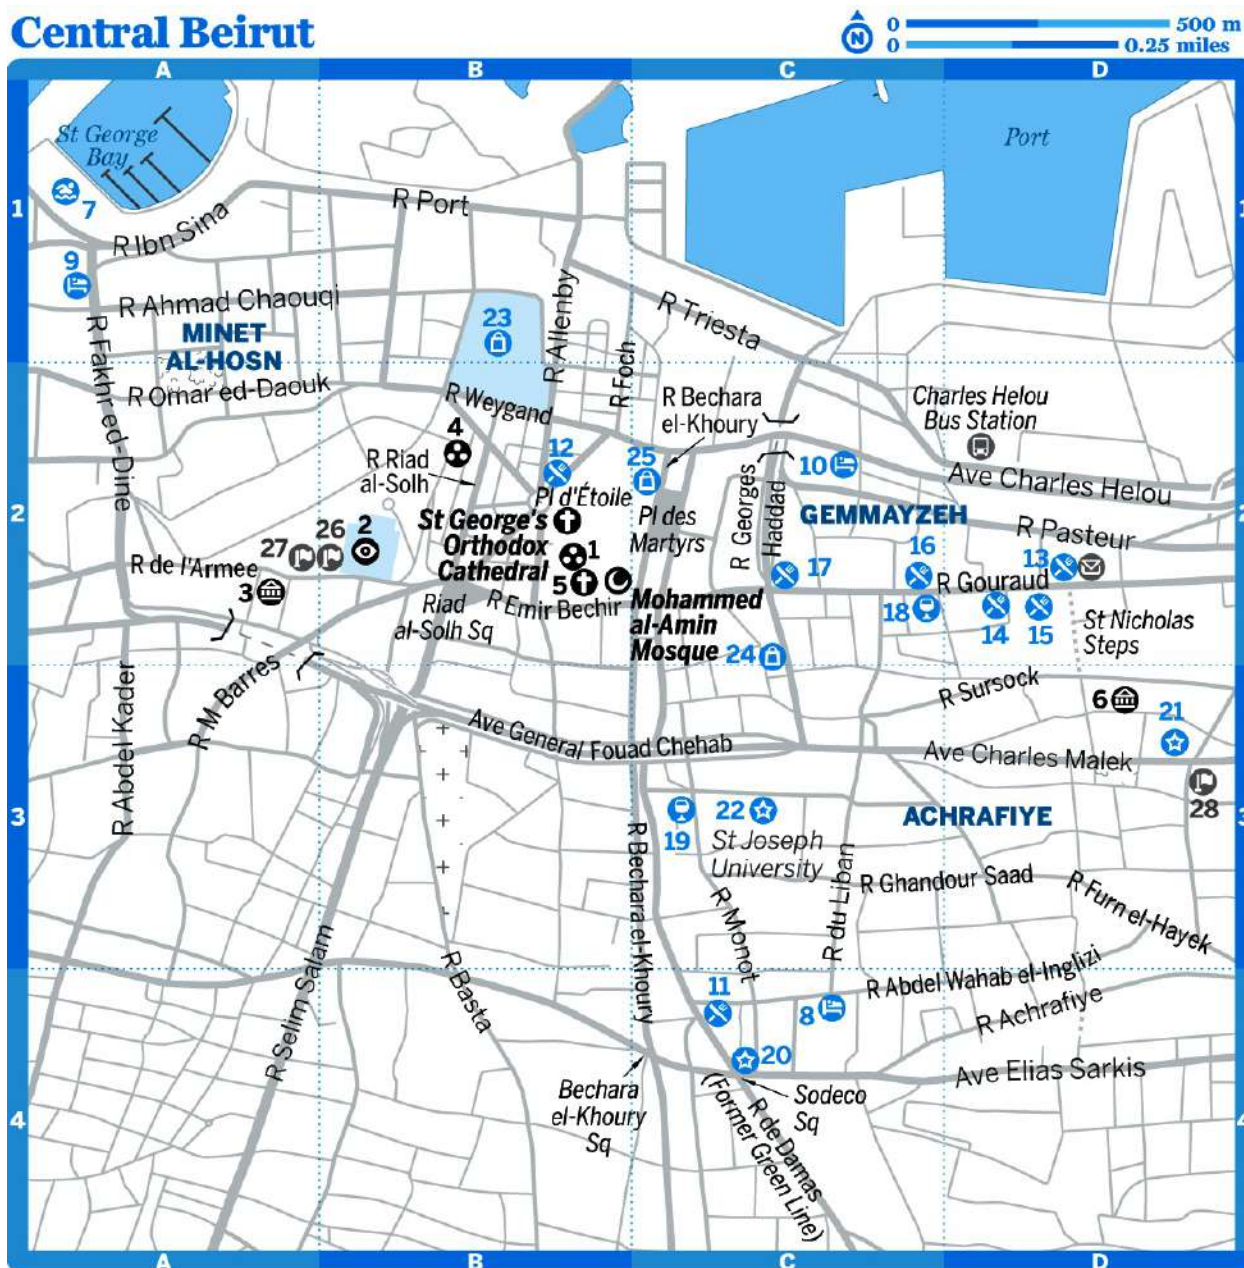 Central Beirut
N
0 500 m
0 0.25 miles
A B C D
St George
Bay
Port
1 1
7
R Port
R Ibn Sina
9
R Ahmad Chaouqi
R Allenby
R Triesta
23
MINET
AL-HOSN
R Fakhr ed-Dine
R Omar ed-Daouk
R Foch
R Weygand
R Bechara
el-Khoury
Charles Helou
Bus Station
4
12
25
10
R Riad
al-Solh
Ave Charles Helou
Pl d'Étoile
R Georges
Haddad
2 2
GEMMAYZEH
Pl des
Martyrs
R Pasteur
St George's
Orthodox
Cathedral
27
26
2
1
16
13
R de l'Armee
17
3
5
R Gouraud
Riad
al-Solh Sq
R Emir Bechir
Mohammed
al-Amin
Mosque
18
14
15
St Nicholas
Steps
24
R Abdel Kader
R M Barres
R Sursock
6
21
Ave General Fouad Chehab
Ave Charles Malek
28
3 3
19
22
ACHRAFIYE
St Joseph
University
R Bechara el-Khoury
R Monot
R du Liban
R Ghandour Saad
R Furn el-Hayek
R Selim Salam
R Basta
11
8
R Abdel Wahab el-Inglizi
R Achrafiye
20
Ave Elias Sarkis
Bechara
el-Khoury
Sq
Sodeco
Sq
R de Damas
(Former Green Line)
4 4
A B C D